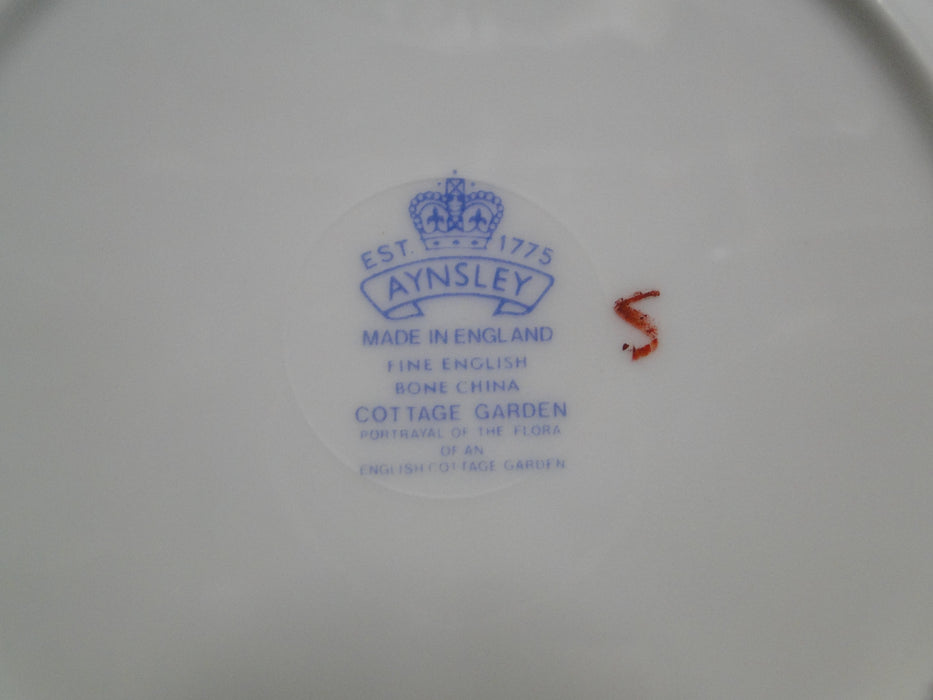 EST. 1775
AYNSLEY
MADE IN ENGLAND
FINE ENGLISH
BONE CHINA
COTTAGE GARDEN
PORTRAYAL OF THE FLORA
OF AN
ENGLISH COTTAGE GARDEN
S